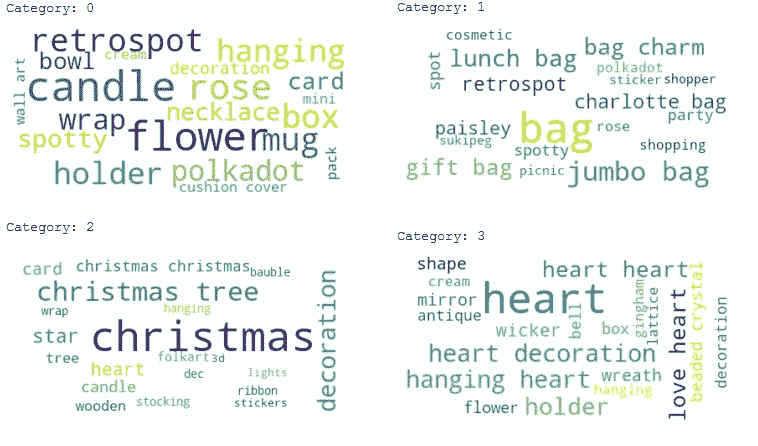 Category: 0
retrospot
hanging
bowl
cream
wall art
decoration
candle
rose
card
mini
wrap
necklace
box
spotty
flower
mug
pack
holder
polkadot
cushion cover
Category: 1
cosmetic
spot
lunch bag
bag charm
polkadot
sticker
shopper
retrospot
charlotte bag
party
paisley
bag
rose
sukipeg
spotty
shopping
gift bag
picnic
jumbo bag
Category: 2
card
christmas christmas
bauble
christmas tree
decoration
wrap
hanging
star
christmas
tree
folkart
3d
heart
dec
lights
candle
ribbon
wooden
stocking
stickers
Category: 3
shape
heart heart
cream
mirror
heart
gingham
lattice
beaded crystal
antique
wicker
bell
box
love heart
decoration
heart decoration
hanging heart
wreath
hanging
flower
holder